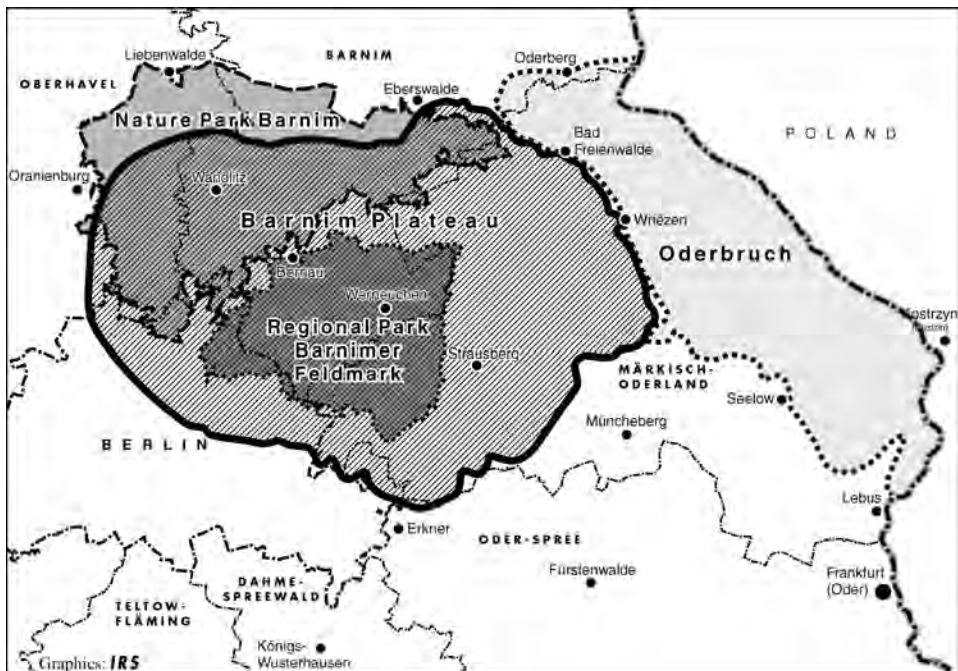 BARNIM
Oderberg
Liebenwalde
OBERHAVEL
Eberswalde
Nature Park Barnim
POLAND
Bad
Freienwalde
Oranienburg
Wandlitz
Barnim Plateau
Wriezen
Oderbruch
Bernau
Werneuchen
Regional Park
Barnimer
Feldmark
Strausberg
MÄRKISCH-
ODERLAND
Seelow
Müncheberg
BERLIN
Lebus
Erkner
ODER-SPREE
Fürstenwalde
Frankfurt
(Oder)
DAHME-
SPREEWALD
TELTOW-
FLÄMING
Königs-
Wusterhausen
Graphics: IRS